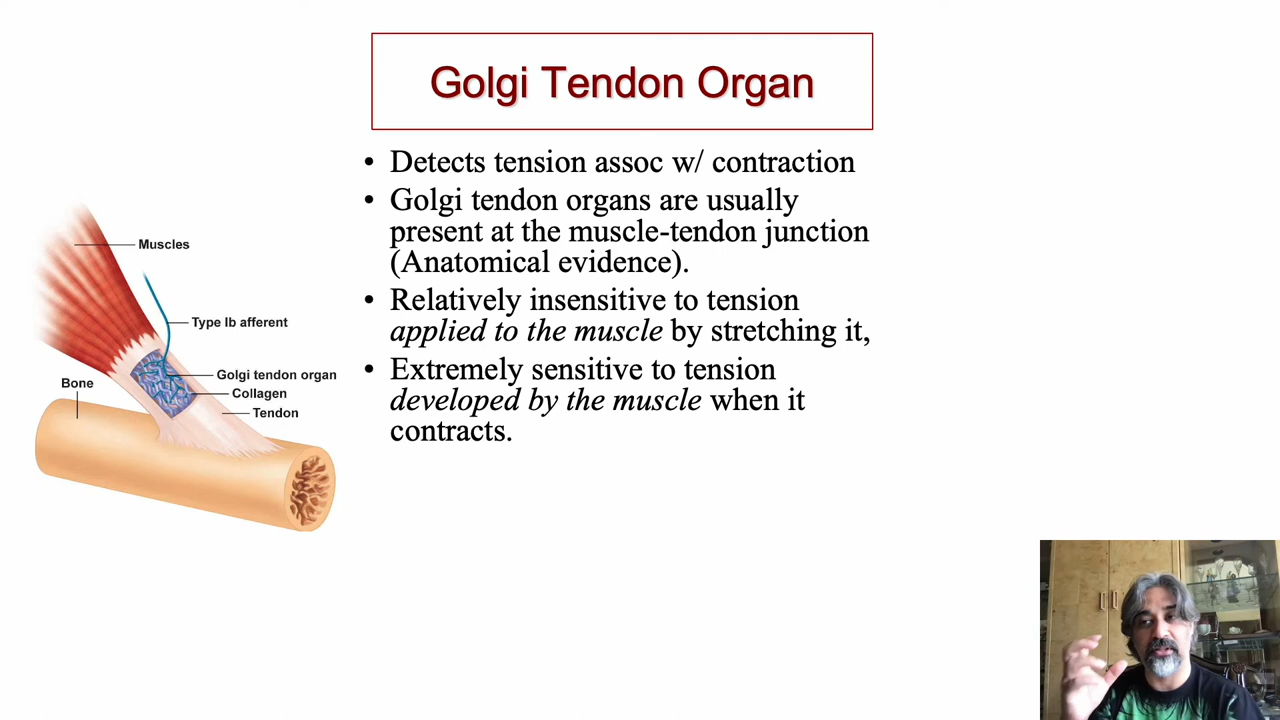 Golgi Tendon Organ
• Detects tension assoc w/ contraction
• Golgi tendon organs are usually
present at the muscle-tendon junction
(Anatomical evidence).
• Relatively insensitive to tension
applied to the muscle by stretching it,
• Extremely sensitive to tension
developed by the muscle when it
contracts.
Muscles
Type Ib afferent
Golgi tendon organ
Bone
Collagen
Tendon